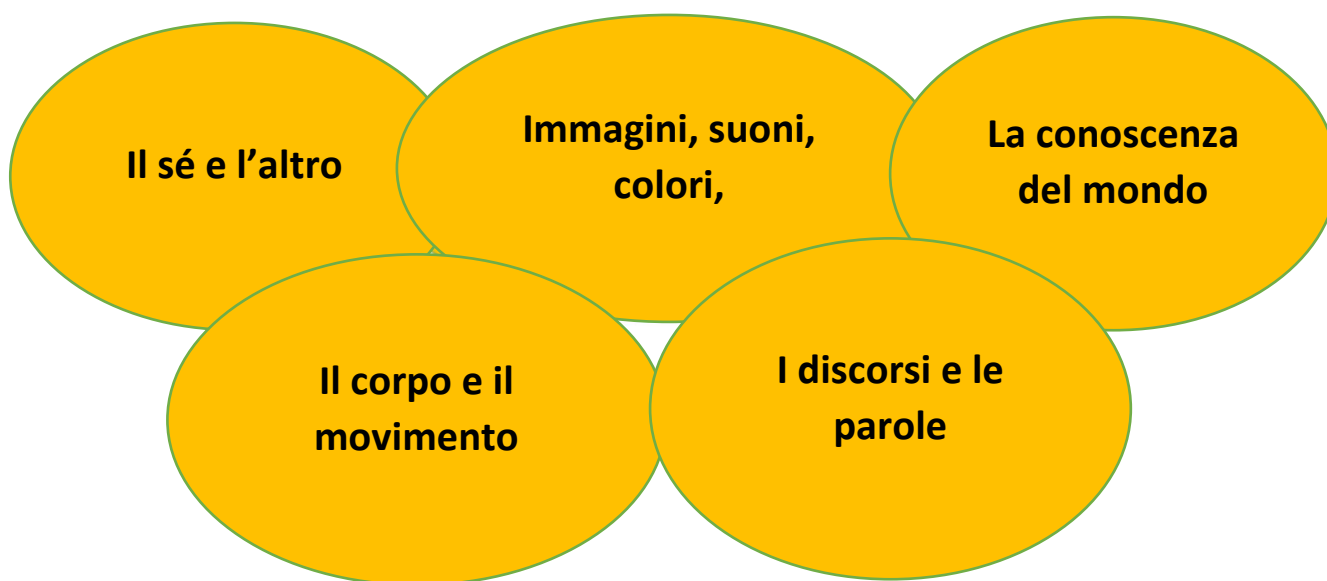 Il sé e l’altro
Immagini, suoni,
colori,
La conoscenza
del mondo
Il corpo e il
movimento
I discorsi e le
parole